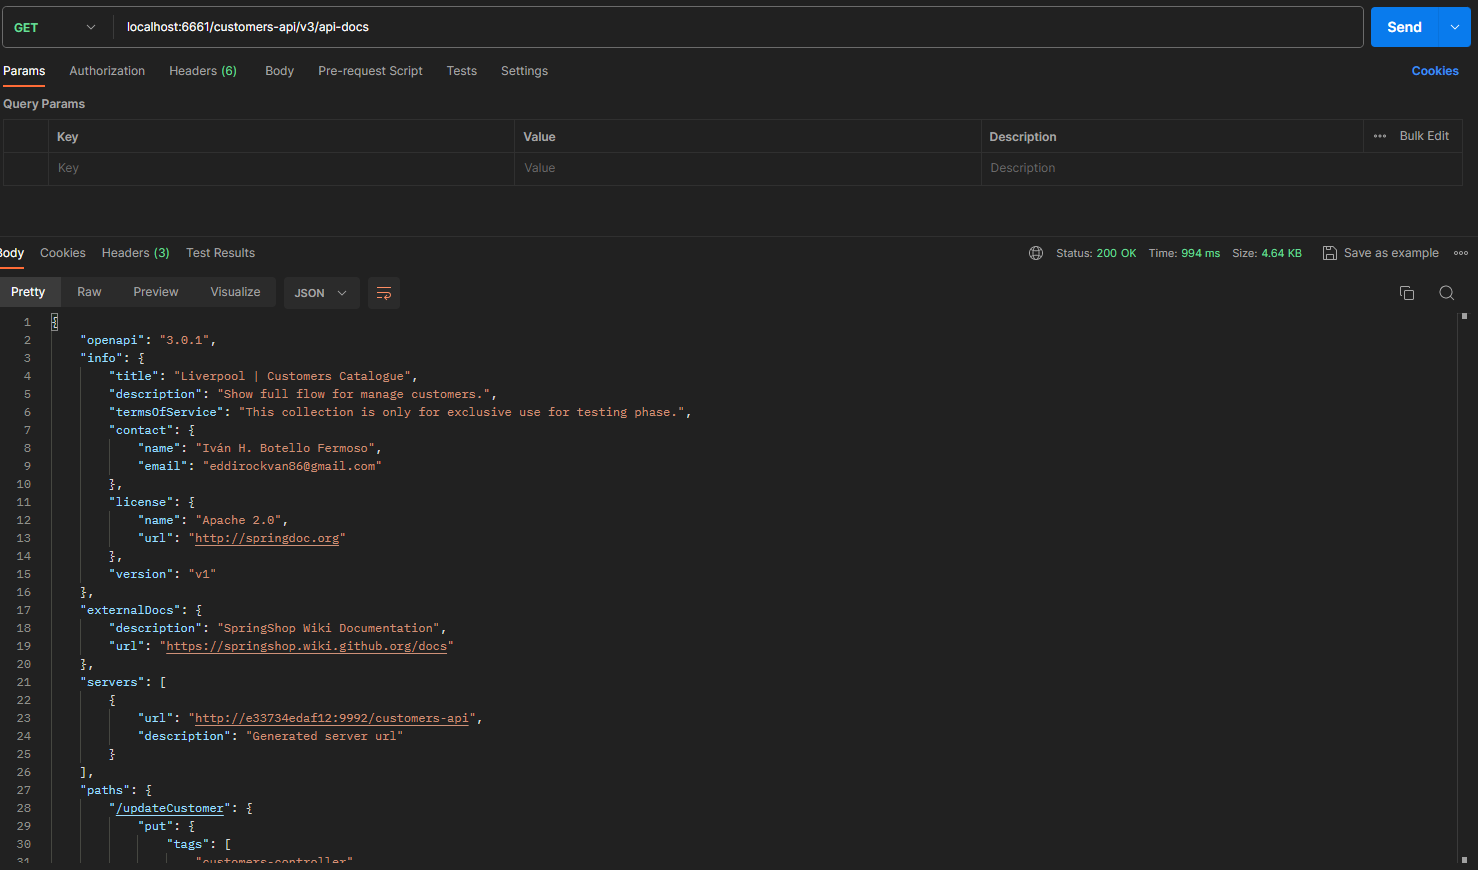 GET localhost:6661/customers-api/v3/api-docs Send
Params Authorization Headers (6) Body Pre-request Script Tests Settings Cookies
Query Params
Key Value Description ••• Bulk Edit
Key Value Description
Body Cookies Headers (3) Test Results Status: 200 OK Time: 994 ms Size: 4.64 KB Save as example
Pretty Raw Preview Visualize JSON
1 {
2 "openapi": "3.0.1",
3 "info": {
4 "title": "Liverpool | Customers Catalogue",
5 "description": "Show full flow for manage customers.",
6 "termsOfService": "This collection is only for exclusive use for testing phase.",
7 "contact": {
8 "name": "Iván H. Botello Fermoso",
9 "email": "eddirockvan86@gmail.com"
10 },
11 "license": {
12 "name": "Apache 2.0",
13 "url": "http://springdoc.org"
14 },
15 "version": "v1"
16 },
17 "externalDocs": {
18 "description": "SpringShop Wiki Documentation",
19 "url": "https://springshop.wiki.github.org/docs"
20 },
21 "servers": [
22 {
23 "url": "http://e33734edaf12:9992/customers-api",
24 "description": "Generated server url"
25 }
26 ],
27 "paths": {
28 "/updateCustomer": {
29 "put": {
30 "tags": [
31 "customers-controller"